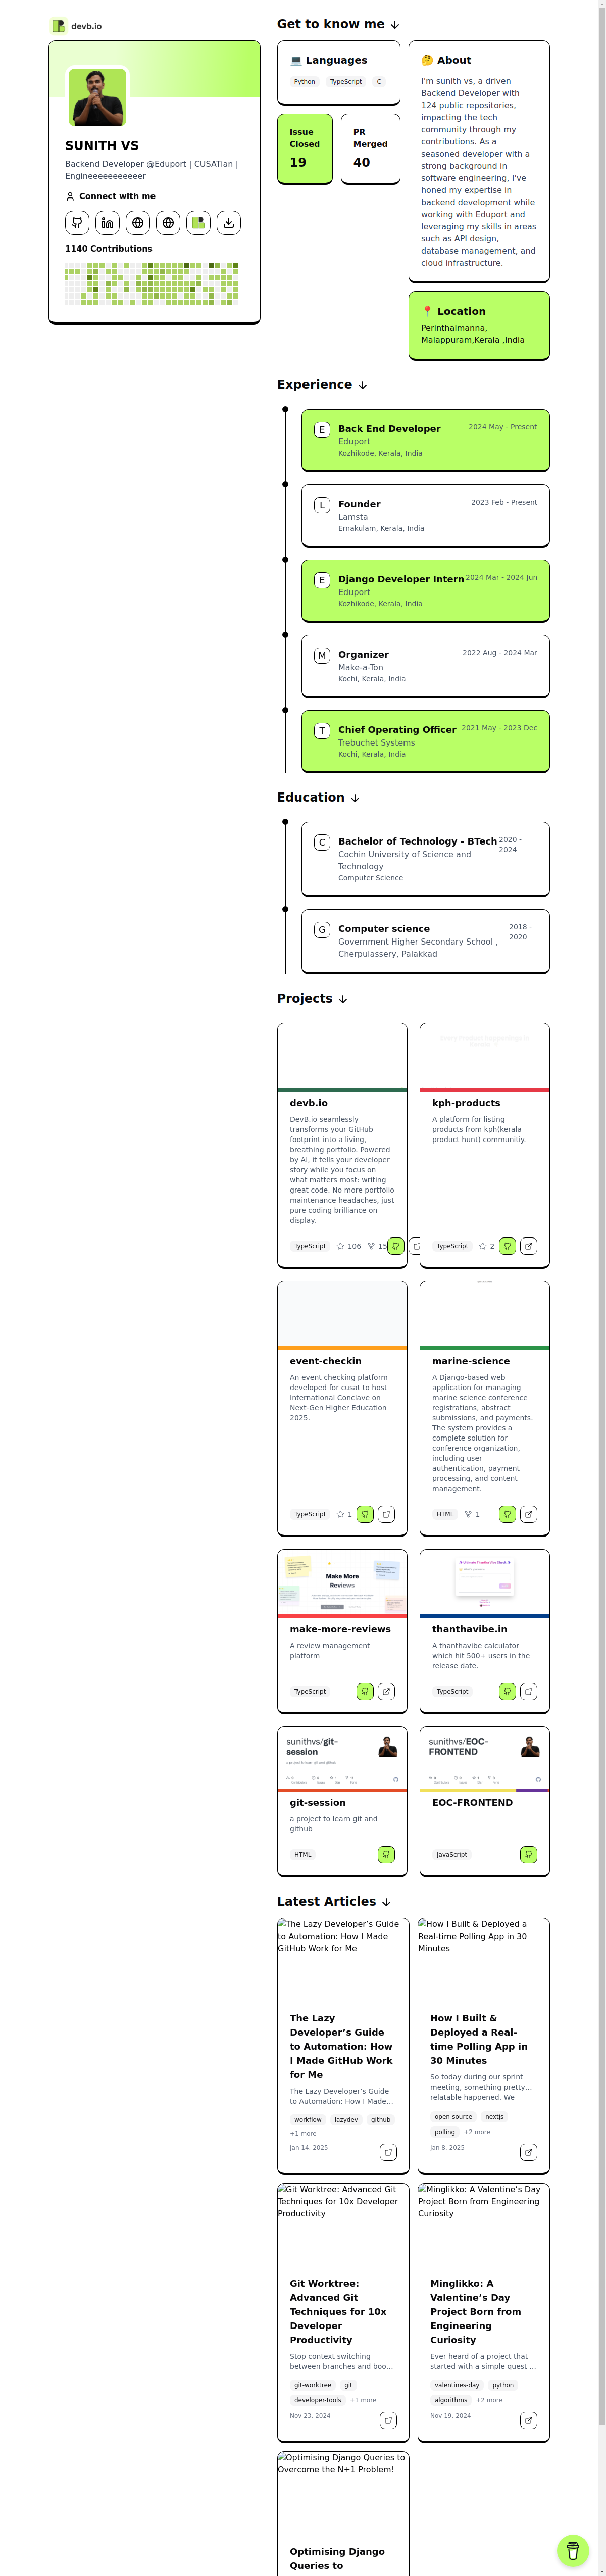 devb.io
SUNITH VS
Backend Developer @Eduport | CUSATian |
Engineeeeeeeeeeer
Connect with me
1140 Contributions
Get to know me
💻 Languages
Python TypeScript C
Issue
Closed
19
PR
Merged
40
🤔 About
I'm sunith vs, a driven
Backend Developer with
124 public repositories,
impacting the tech
community through my
contributions. As a
seasoned developer with a
strong background in
software engineering, I've
honed my expertise in
backend development while
working with Eduport and
leveraging my skills in areas
such as API design,
database management, and
cloud infrastructure.
📍 Location
Perinthalmanna,
Malappuram,Kerala ,India
Experience
E
Back End Developer
2024 May - Present
Eduport
Kozhikode, Kerala, India
L
Founder
2023 Feb - Present
Lamsta
Ernakulam, Kerala, India
E
Django Developer Intern
2024 Mar - 2024 Jun
Eduport
Kozhikode, Kerala, India
M
Organizer
2022 Aug - 2024 Mar
Make-a-Ton
Kochi, Kerala, India
T
Chief Operating Officer
2021 May - 2023 Dec
Trebuchet Systems
Kochi, Kerala, India
Education
C
Bachelor of Technology - BTech
2020 -
2024
Cochin University of Science and
Technology
Computer Science
G
Computer science
2018 -
2020
Government Higher Secondary School ,
Cherpulassery, Palakkad
Projects
devb.io
DevB.io seamlessly
transforms your GitHub
footprint into a living,
breathing portfolio. Powered
by AI, it tells your developer
story while you focus on
what matters most: writing
great code. No more portfolio
maintenance headaches, just
pure coding brilliance on
display.
TypeScript 106 15
kph-products
A platform for listing
products from kph(kerala
product hunt) communitiy.
TypeScript 2
event-checkin
An event checking platform
developed for cusat to host
International Conclave on
Next-Gen Higher Education
2025.
TypeScript 1
marine-science
A Django-based web
application for managing
marine science conference
registrations, abstract
submissions, and payments.
The system provides a
complete solution for
conference organization,
including user
authentication, payment
processing, and content
management.
HTML 1
Make More
Reviews
make-more-reviews
A review management
platform
TypeScript
thanthavibe.in
A thanthavibe calculator
which hit 500+ users in the
release date.
TypeScript
sunithvs/git-
session
a project to learn git and github
git-session
a project to learn git and
github
HTML
sunithvs/EOC-
FRONTEND
EOC-FRONTEND
JavaScript
Latest Articles
The Lazy Developer's Guide
to Automation: How I Made
GitHub Work for Me
The Lazy
Developer's Guide
to Automation: How
I Made GitHub Work
for Me
The Lazy Developer's Guide
to Automation: How I Made...
workflow lazydev github
+1 more
Jan 14, 2025
How I Built & Deployed a
Real-time Polling App in 30
Minutes
How I Built &
Deployed a Real-
time Polling App in
30 Minutes
So today during our sprint
meeting, something pretty...
relatable happened. We
open-source nextjs
polling +2 more
Jan 8, 2025
Git Worktree: Advanced Git
Techniques for 10x Developer
Productivity
Git Worktree:
Advanced Git
Techniques for 10x
Developer
Productivity
Stop context switching
between branches and boo...
git-worktree git
developer-tools +1 more
Nov 23, 2024
Minglikko: A Valentine's Day
Project Born from Engineering
Curiosity
Minglikko: A
Valentine's Day
Project Born from
Engineering
Curiosity
Ever heard of a project that
started with a simple quest ...
valentines-day python
algorithms +2 more
Nov 19, 2024
Optimising Django Queries to
Overcome the N+1 Problem!
Optimising Django
Queries to